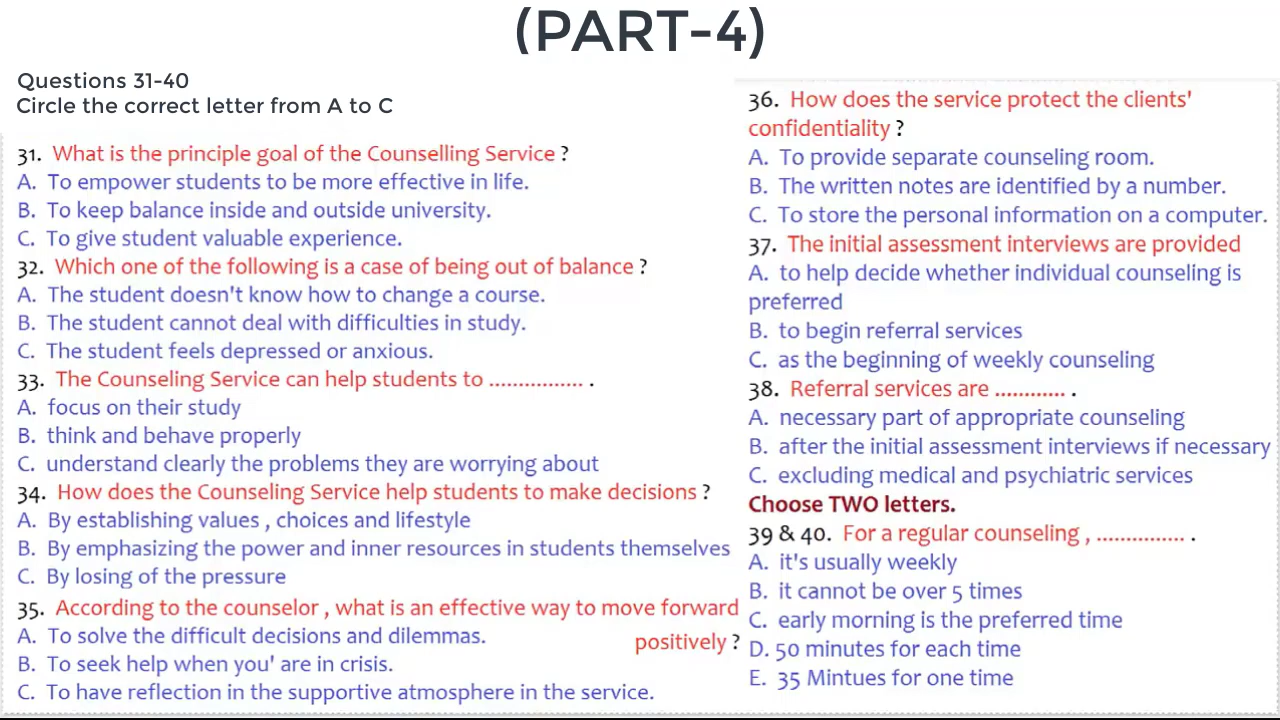 (PART-4)
Questions 31-40
Circle the correct letter from A to C
31. What is the principle goal of the Counselling Service ?
A. To empower students to be more effective in life.
B. To keep balance inside and outside university.
C. To give student valuable experience.
32. Which one of the following is a case of being out of balance ?
A. The student doesn't know how to change a course.
B. The student cannot deal with difficulties in study.
C. The student feels depressed or anxious.
33. The Counseling Service can help students to ................ .
A. focus on their study
B. think and behave properly
C. understand clearly the problems they are worrying about
34. How does the Counseling Service help students to make decisions ?
A. By establishing values , choices and lifestyle
B. By emphasizing the power and inner resources in students themselves
C. By losing of the pressure
35. According to the counselor , what is an effective way to move forward
positively ?
A. To solve the difficult decisions and dilemmas.
B. To seek help when you' are in crisis.
C. To have reflection in the supportive atmosphere in the service.
36. How does the service protect the clients'
confidentiality ?
A. To provide separate counseling room.
B. The written notes are identified by a number.
C. To store the personal information on a computer.
37. The initial assessment interviews are provided
A. to help decide whether individual counseling is
preferred
B. to begin referral services
C. as the beginning of weekly counseling
38. Referral services are ............ .
A. necessary part of appropriate counseling
B. after the initial assessment interviews if necessary
C. excluding medical and psychiatric services
Choose TWO letters.
39 & 40. For a regular counseling , ............... .
A. it's usually weekly
B. it cannot be over 5 times
C. early morning is the preferred time
D. 50 minutes for each time
E. 35 Mintues for one time